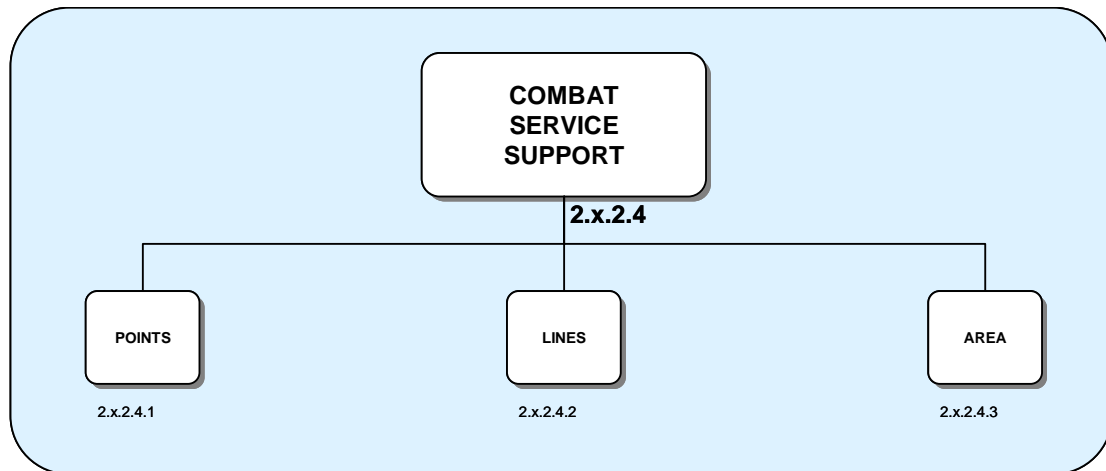 COMBAT
SERVICE
SUPPORT
2.x.2.4
POINTS
LINES
AREA
2.x.2.4.1
2.x.2.4.2
2.x.2.4.3